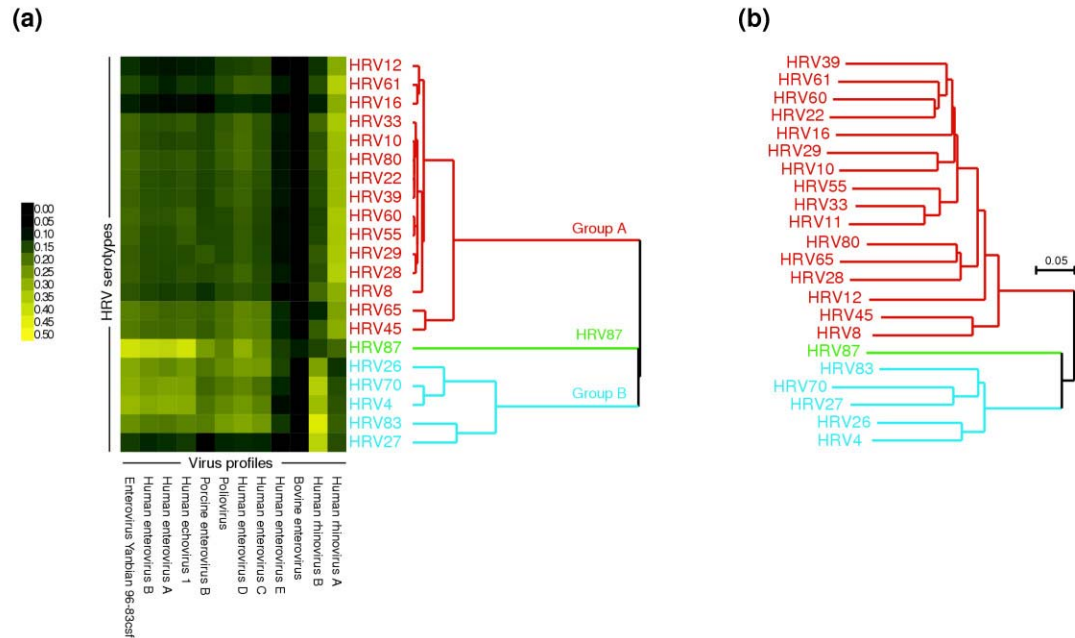 (a)
HRV serotypes
0.00
0.05
0.10
0.15
0.20
0.25
0.30
0.35
0.40
0.45
0.50
HRV12
HRV61
HRV16
HRV33
HRV10
HRV80
HRV22
HRV39
HRV60
HRV55
HRV29
HRV28
HRV8
HRV65
HRV45
HRV87
HRV26
HRV70
HRV4
HRV83
HRV27
Group A
HRV87
Group B
Virus profiles
Enterovirus Yanbian 96-83csf
Human enterovirus B
Human enterovirus A
Human echovirus 1
Porcine enterovirus B
Poliovirus
Human enterovirus D
Human enterovirus C
Human enterovirus E
Bovine enterovirus
Human rhinovirus B
Human rhinovirus A
(b)
HRV39
HRV61
HRV60
HRV22
HRV16
HRV29
HRV10
HRV55
HRV33
HRV11
HRV80
HRV65
HRV28
HRV12
HRV45
HRV8
HRV87
HRV83
HRV70
HRV27
HRV26
HRV4
0.05